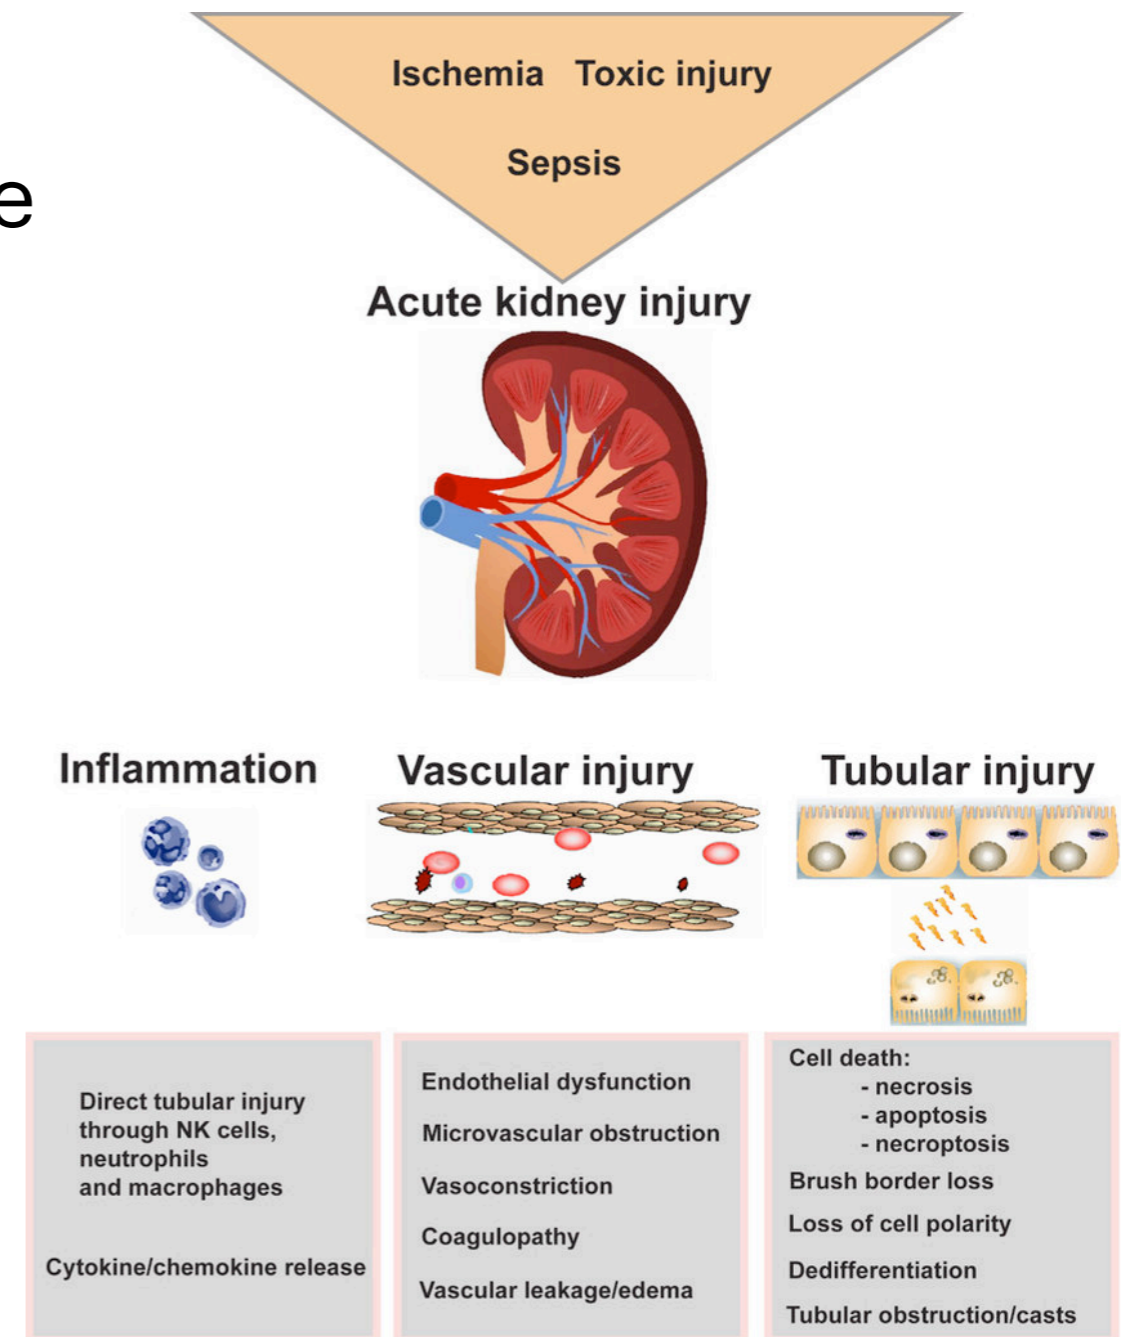 Ischemia Toxic injury
Sepsis
e
Acute kidney injury
Inflammation
Vascular injury
Tubular injury
Direct tubular injury
through NK cells,
neutrophils
and macrophages
Cytokine/chemokine release
Endothelial dysfunction
Microvascular obstruction
Vasoconstriction
Coagulopathy
Vascular leakage/edema
Cell death:
- necrosis
- apoptosis
- necroptosis
Brush border loss
Loss of cell polarity
Dedifferentiation
Tubular obstruction/casts